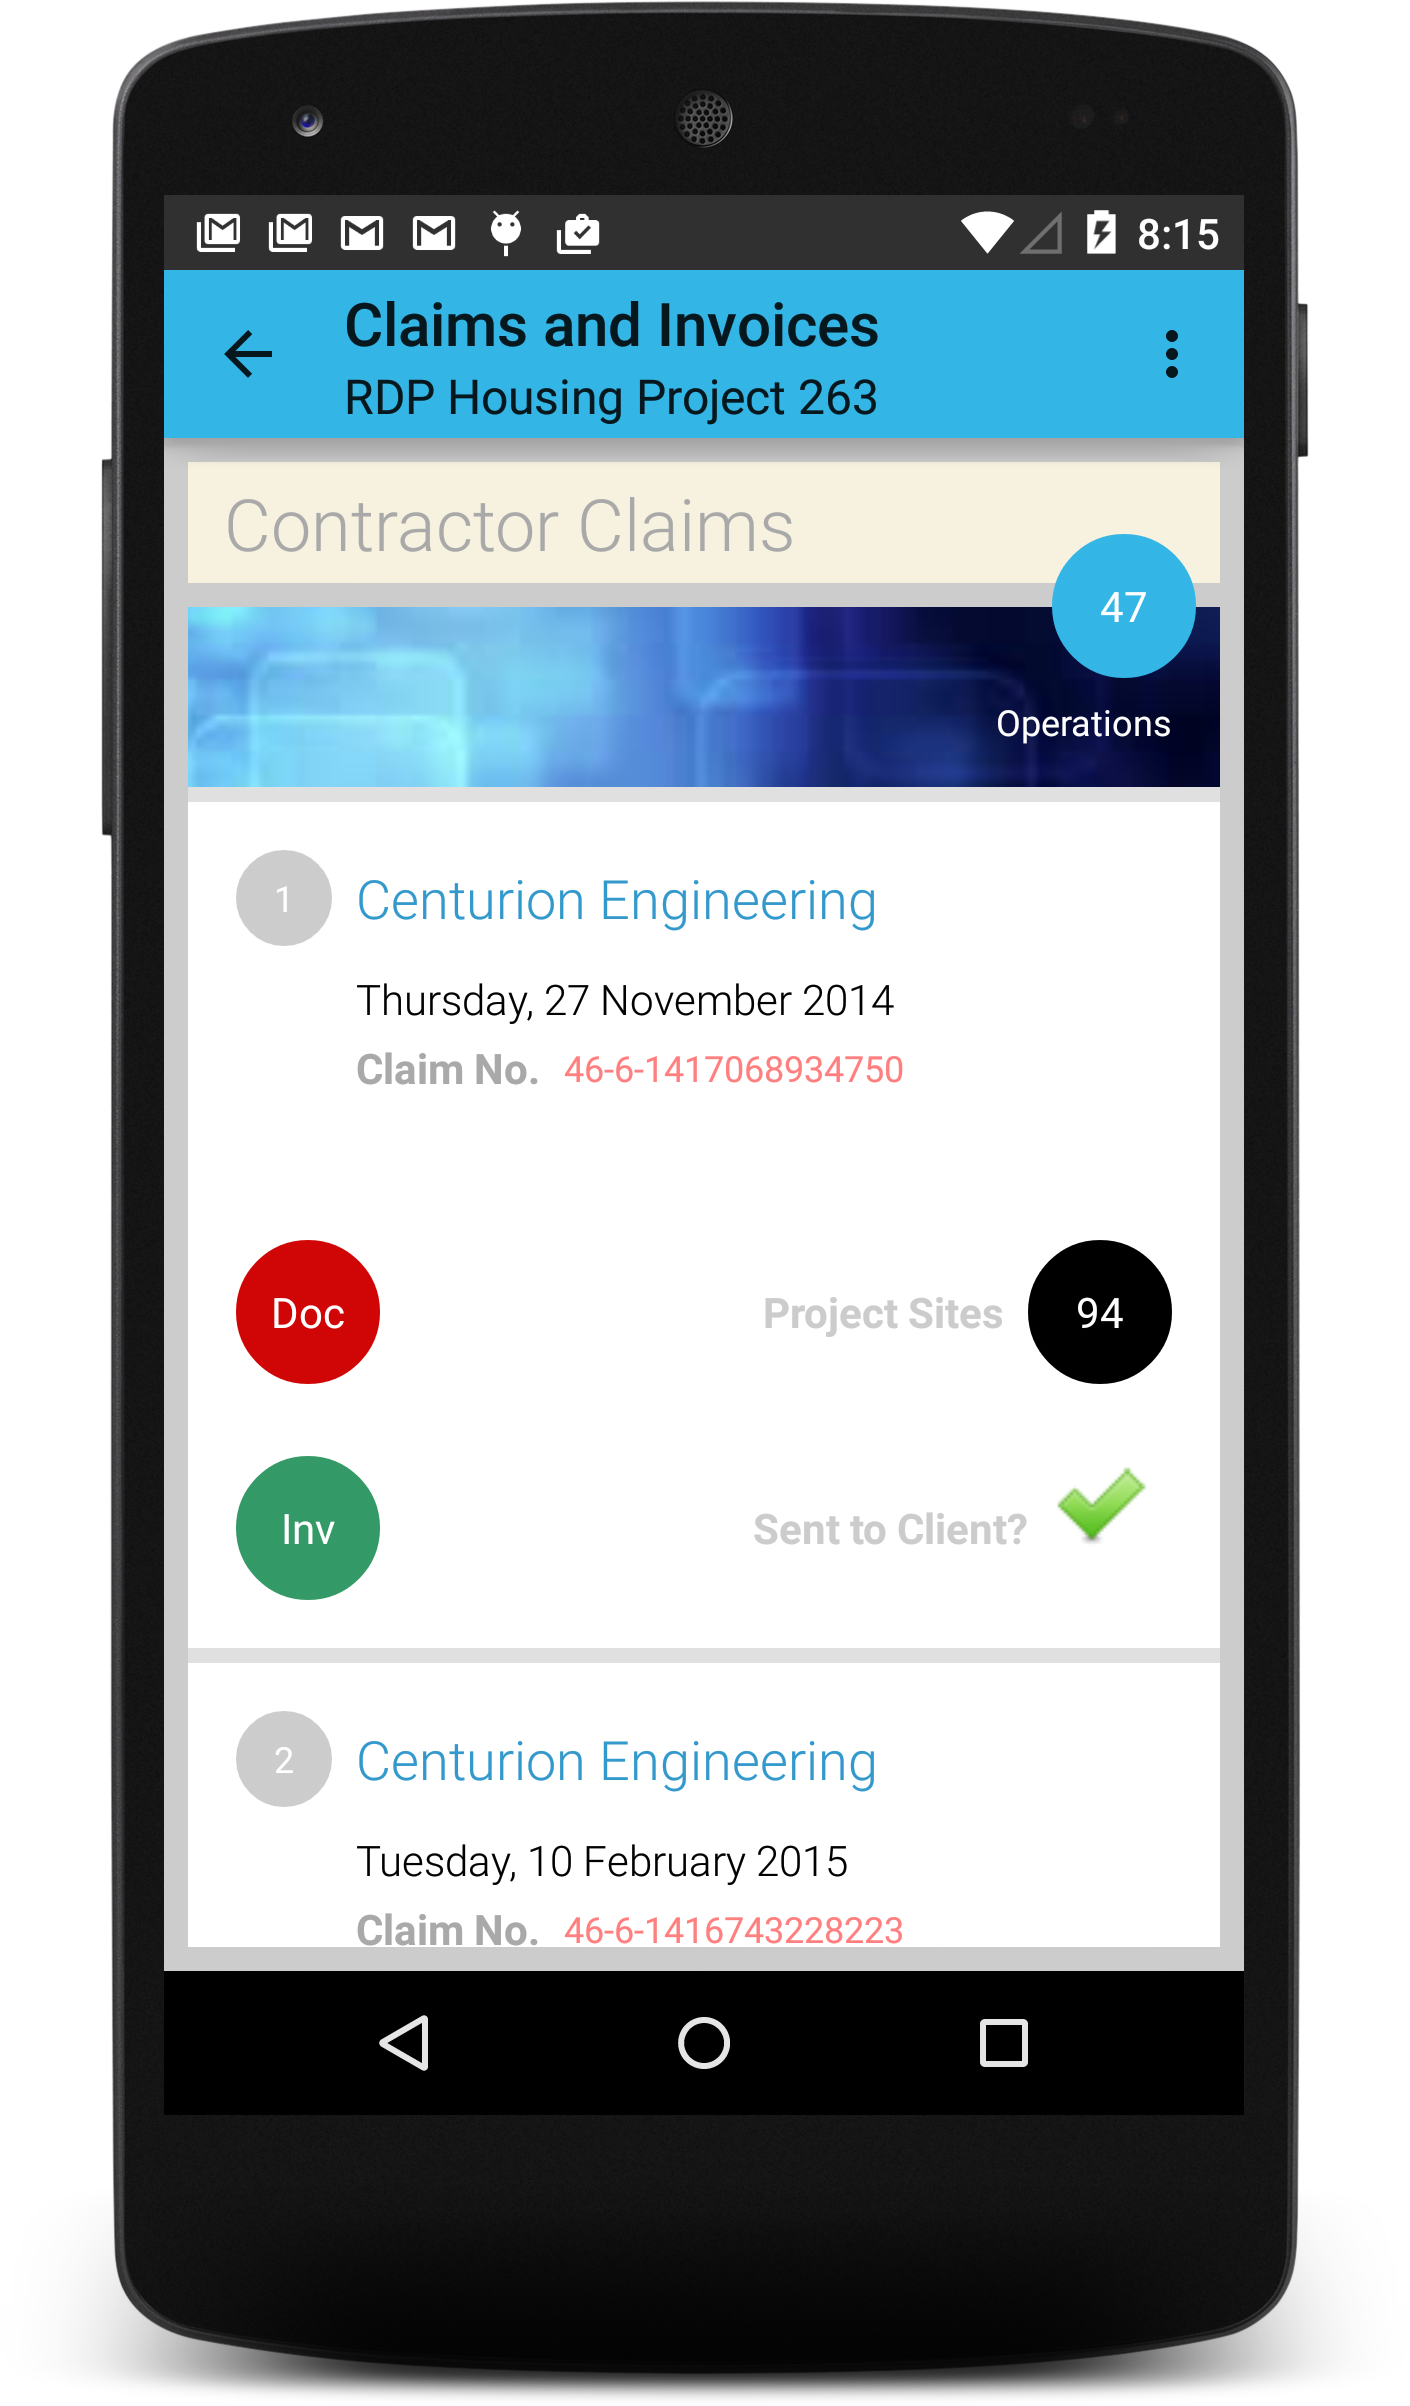 8:15
Claims and Invoices
RDP Housing Project 263
Contractor Claims
47
Operations
1
Centurion Engineering
Thursday, 27 November 2014
Claim No. 46-6-1417068934750
Doc
Project Sites 94
Inv
Sent to Client?
2
Centurion Engineering
Tuesday, 10 February 2015
Claim No. 46-6-1416743228223